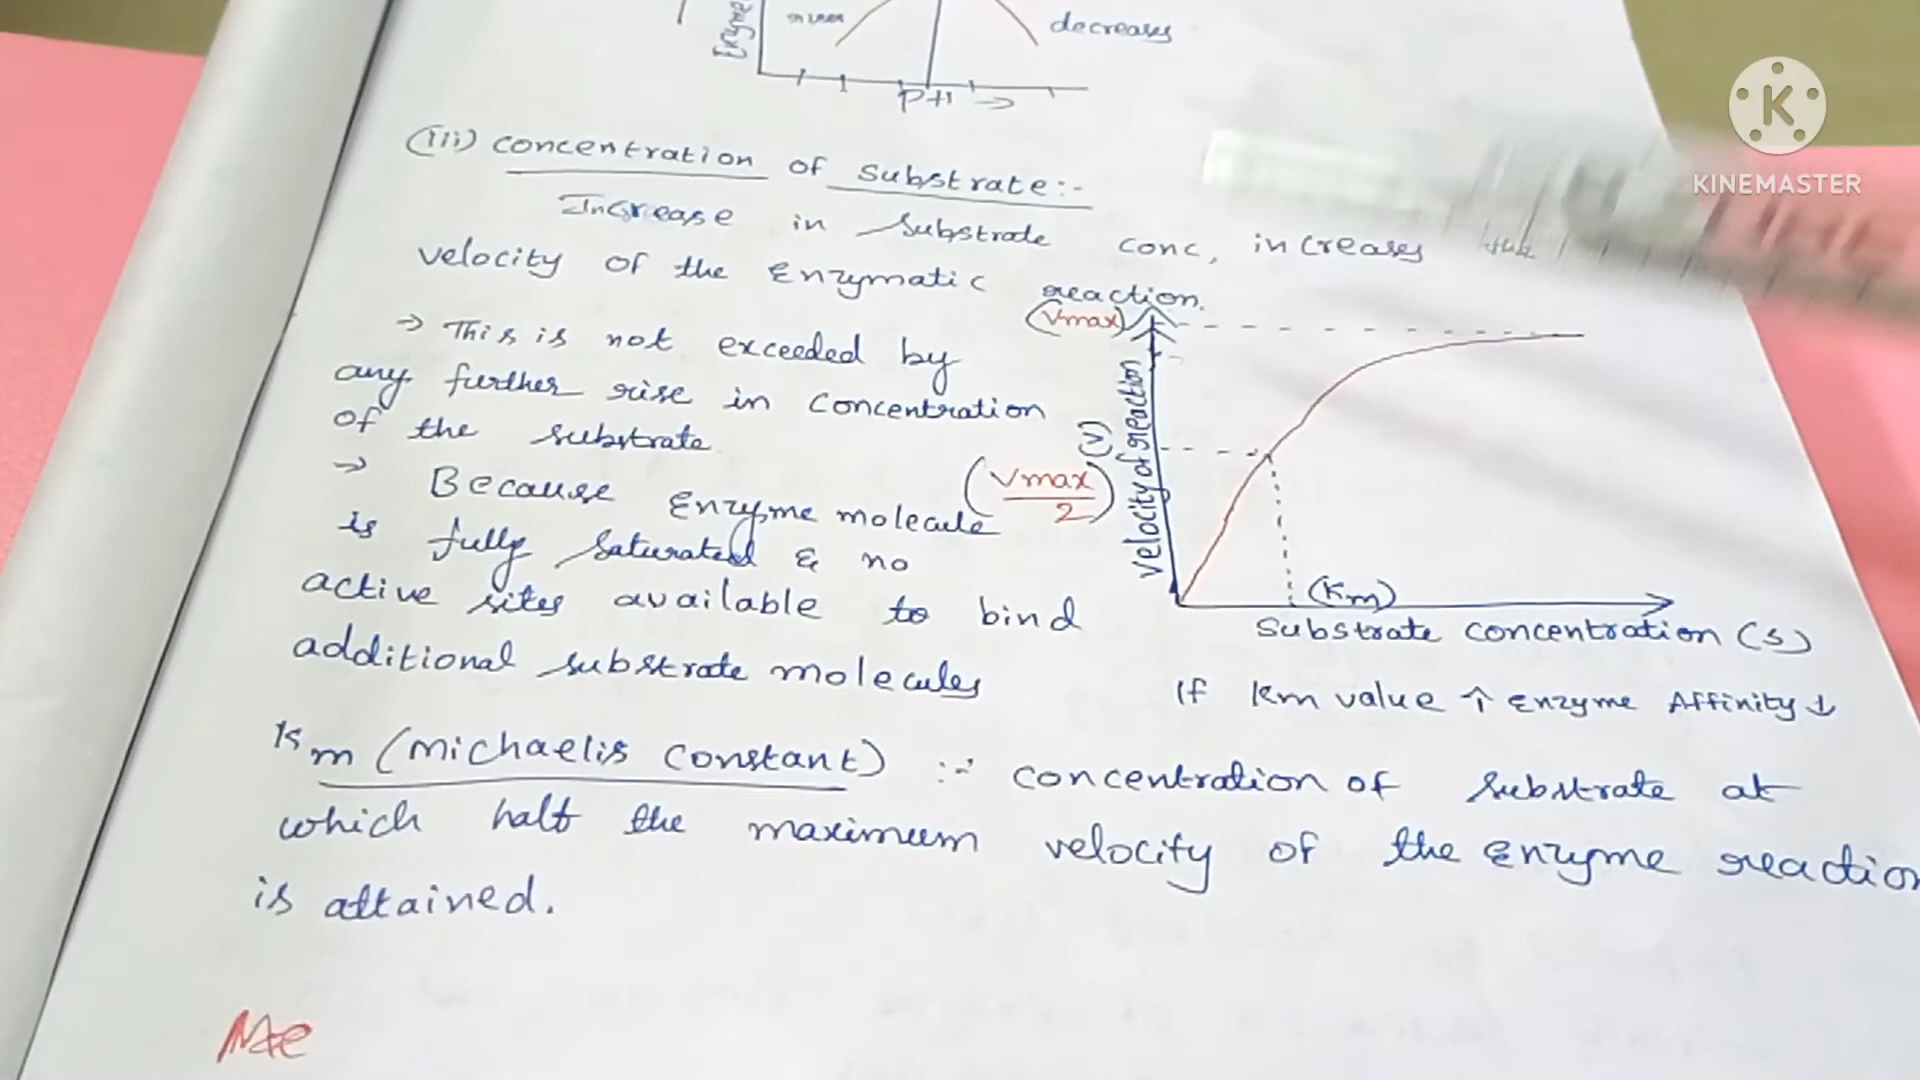 Enzyme
decreases
PH →
(iii) Concentration of Substrate:-
Increase in Substrate conc, increases the
velocity of the Enzymatic reaction.
→ This is not exceeded by
any further rise in concentration
of the substrate
→ Because Enzyme molecule
is fully saturated & no
active sites available to bind
additional substrate molecules
(Vmax)
(V)
Velocity of reaction
(Vmax/2)
(Km)
Substrate concentration (s)
If Km value ↑ Enzyme Affinity ↓
Km (Michaelis Constant) :- concentration of substrate at
which half the maximum velocity of the Enzyme reaction
is attained.
K
KINEMASTER